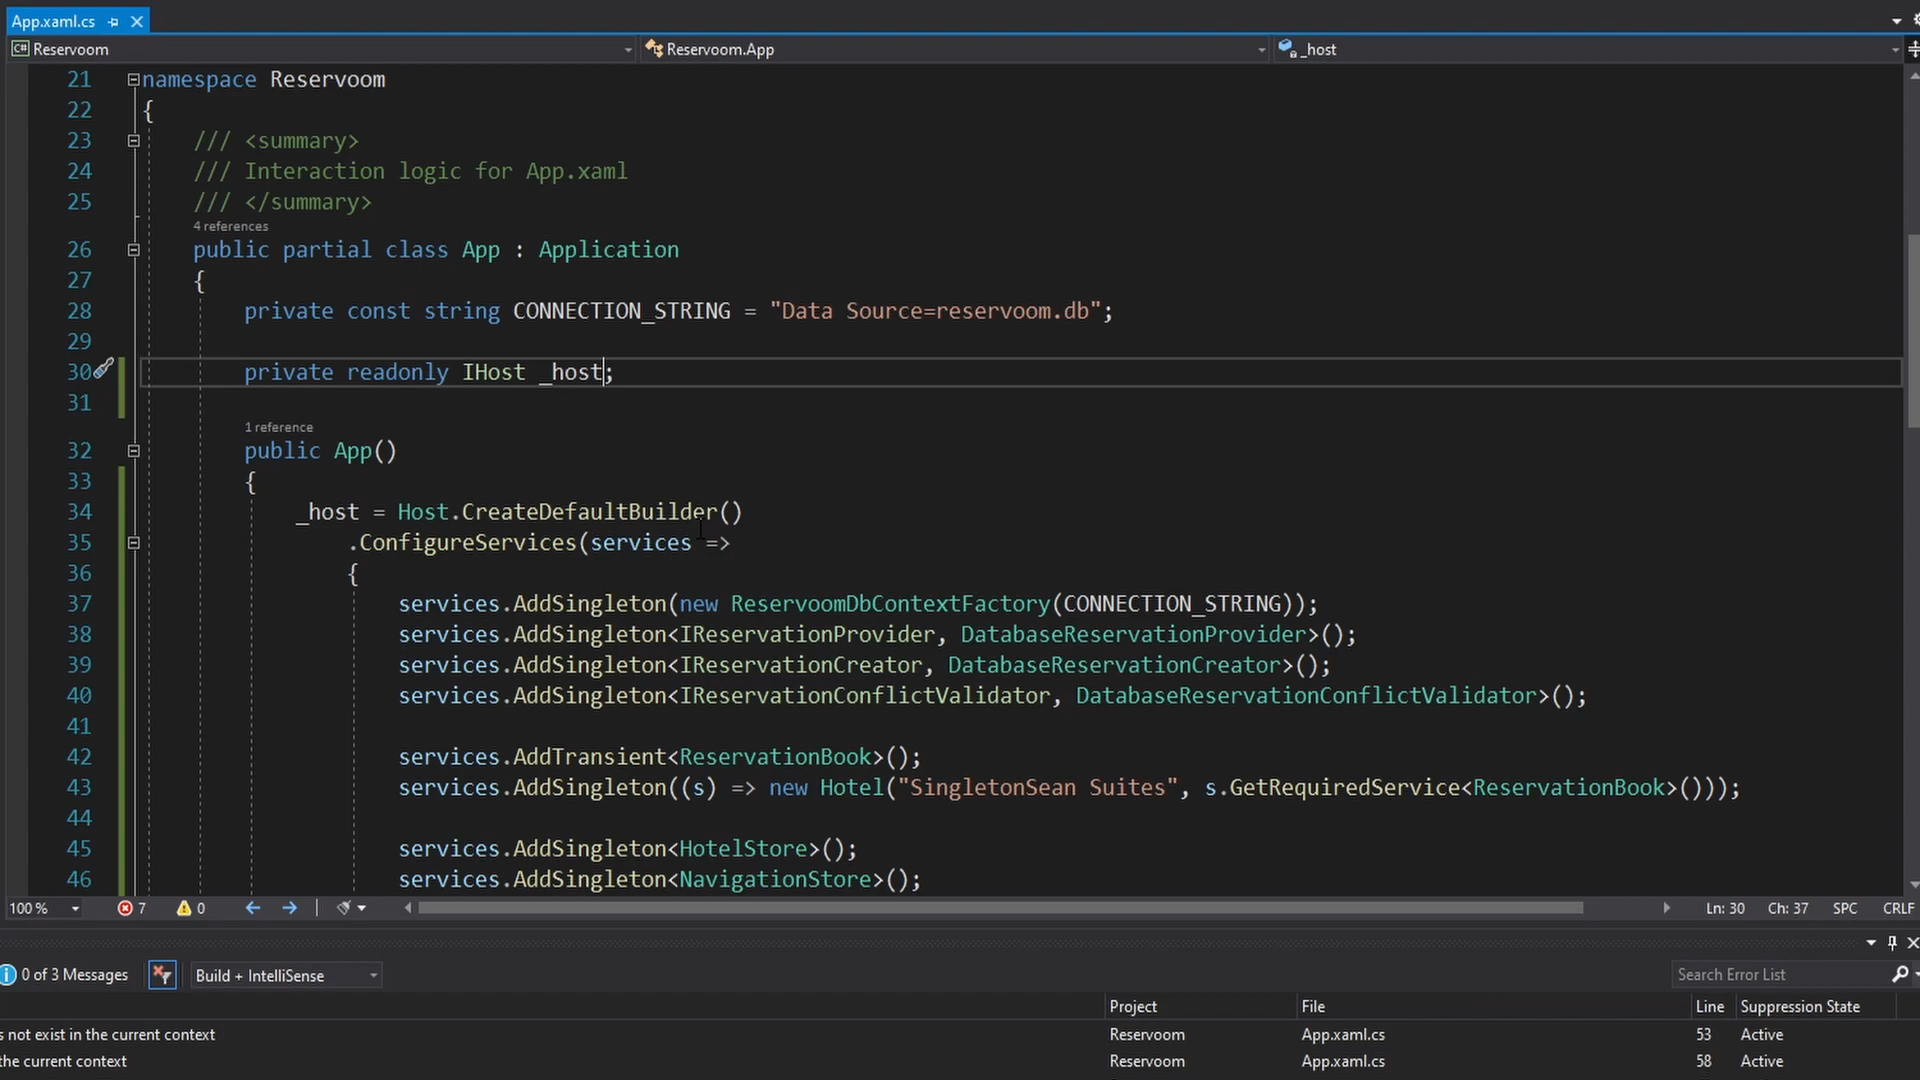 App.xaml.cs
Reservoom
Reservoom.App
_host
21 namespace Reservoom
22 {
23 /// <summary>
24 /// Interaction logic for App.xaml
25 /// </summary>
4 references
26 public partial class App : Application
27 {
28 private const string CONNECTION_STRING = "Data Source=reservoom.db";
29
30 private readonly IHost _host;
31
1 reference
32 public App()
33 {
34 _host = Host.CreateDefaultBuilder()
35 .ConfigureServices(services =>
36 {
37 services.AddSingleton(new ReservoomDbContextFactory(CONNECTION_STRING));
38 services.AddSingleton<IReservationProvider, DatabaseReservationProvider>();
39 services.AddSingleton<IReservationCreator, DatabaseReservationCreator>();
40 services.AddSingleton<IReservationConflictValidator, DatabaseReservationConflictValidator>();
41
42 services.AddTransient<ReservationBook>();
43 services.AddSingleton((s) => new Hotel("SingletonSean Suites", s.GetRequiredService<ReservationBook>()));
44
45 services.AddSingleton<HotelStore>();
46 services.AddSingleton<NavigationStore>();
100 % 7 0 Ln: 30 Ch: 37 SPC CRLF
0 of 3 Messages Build + IntelliSense Search Error List
Project File Line Suppression State
s not exist in the current context Reservoom App.xaml.cs 53 Active
the current context Reservoom App.xaml.cs 58 Active